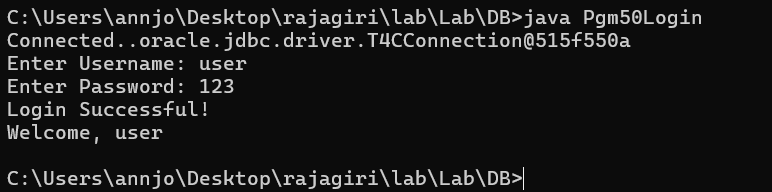 C:\Users\annjo\Desktop\rajagiri\lab\Lab\DB>java Pgm50Login
Connected..oracle.jdbc.driver.T4CConnection@515f550a
Enter Username: user
Enter Password: 123
Login Successful!
Welcome, user
C:\Users\annjo\Desktop\rajagiri\lab\Lab\DB>